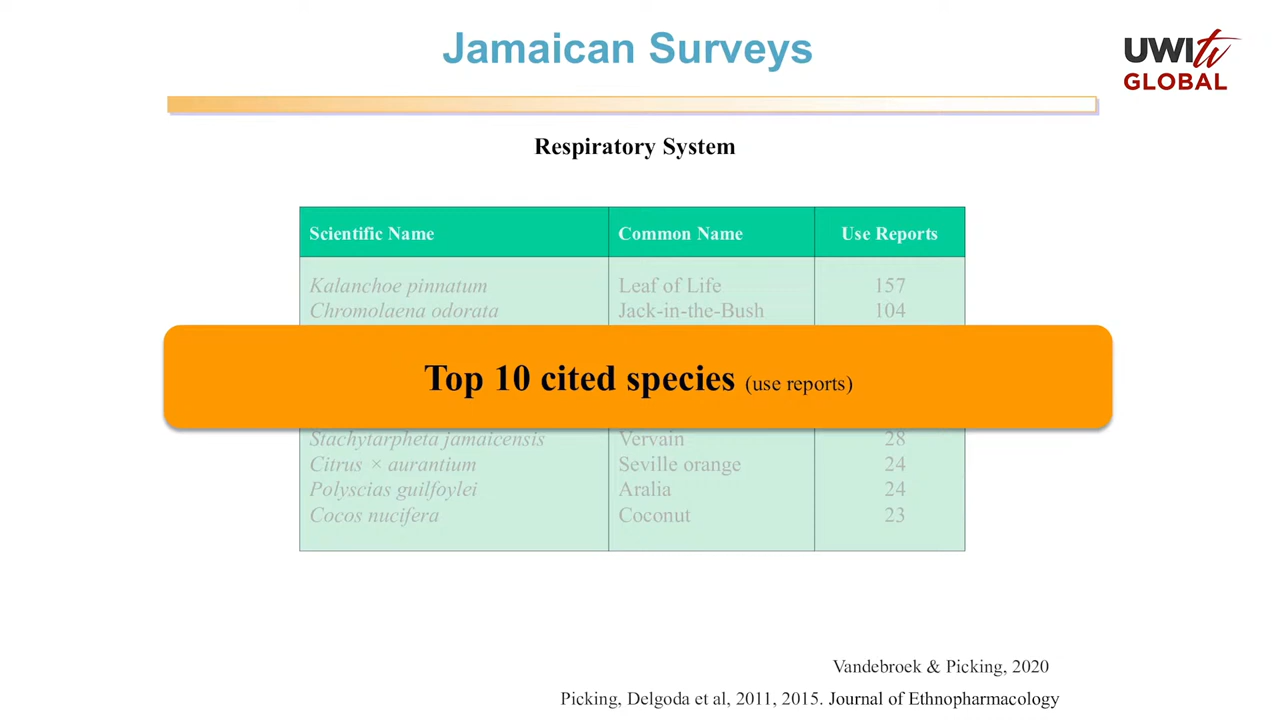 Jamaican Surveys
UWItv
GLOBAL
Respiratory System
Scientific Name Common Name Use Reports
Kalanchoe pinnatum Leaf of Life 157
Chromolaena odorata Jack-in-the-Bush 104
Top 10 cited species (use reports)
Stachytarpheta jamaicensis Vervain 28
Citrus × aurantium Seville orange 24
Polyscias guilfoylei Aralia 24
Cocos nucifera Coconut 23
Vandebroek & Picking, 2020
Picking, Delgoda et al, 2011, 2015. Journal of Ethnopharmacology